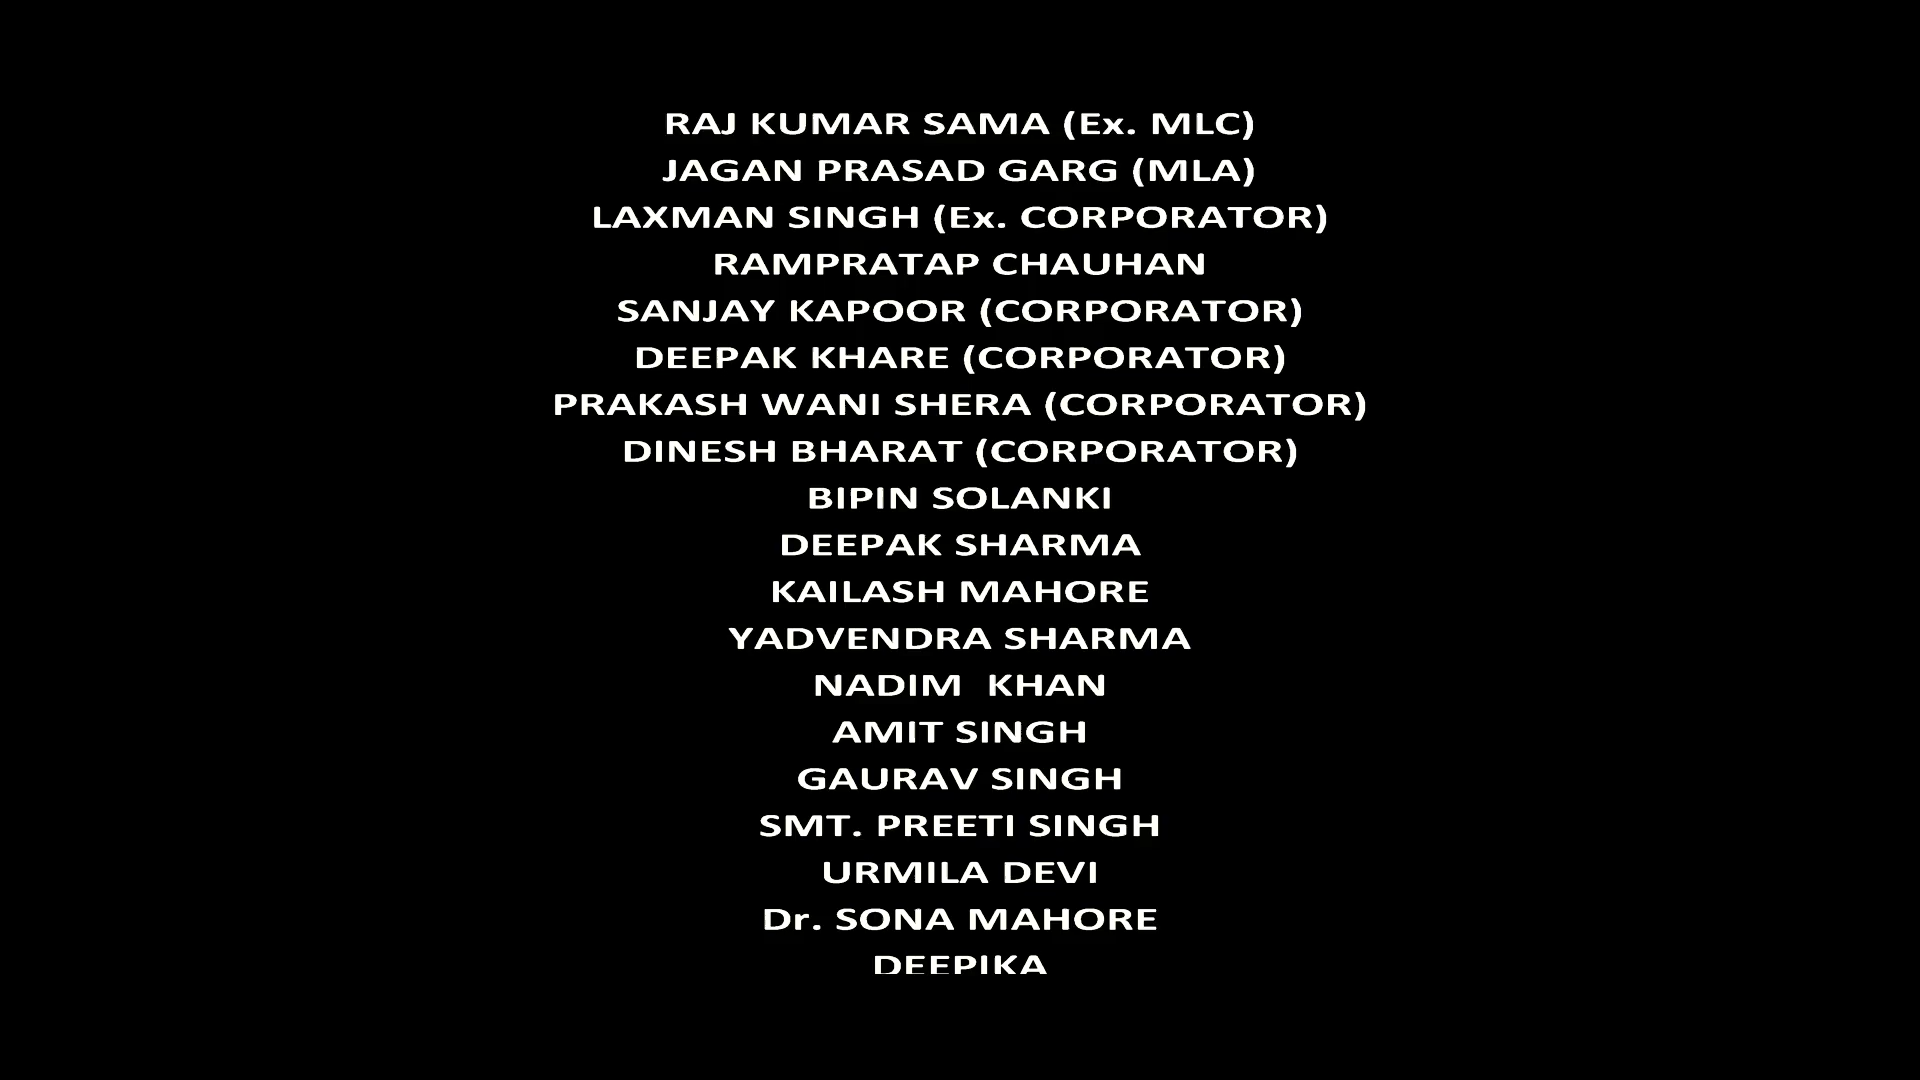 RAJ KUMAR SAMA (Ex. MLC)
JAGAN PRASAD GARG (MLA)
LAXMAN SINGH (Ex. CORPORATOR)
RAMPRATAP CHAUHAN
SANJAY KAPOOR (CORPORATOR)
DEEPAK KHARE (CORPORATOR)
PRAKASH WANI SHERA (CORPORATOR)
DINESH BHARAT (CORPORATOR)
BIPIN SOLANKI
DEEPAK SHARMA
KAILASH MAHORE
YADVENDRA SHARMA
NADIM  KHAN
AMIT SINGH
GAURAV SINGH
SMT. PREETI SINGH
URMILA DEVI
Dr. SONA MAHORE
DEEPIKA